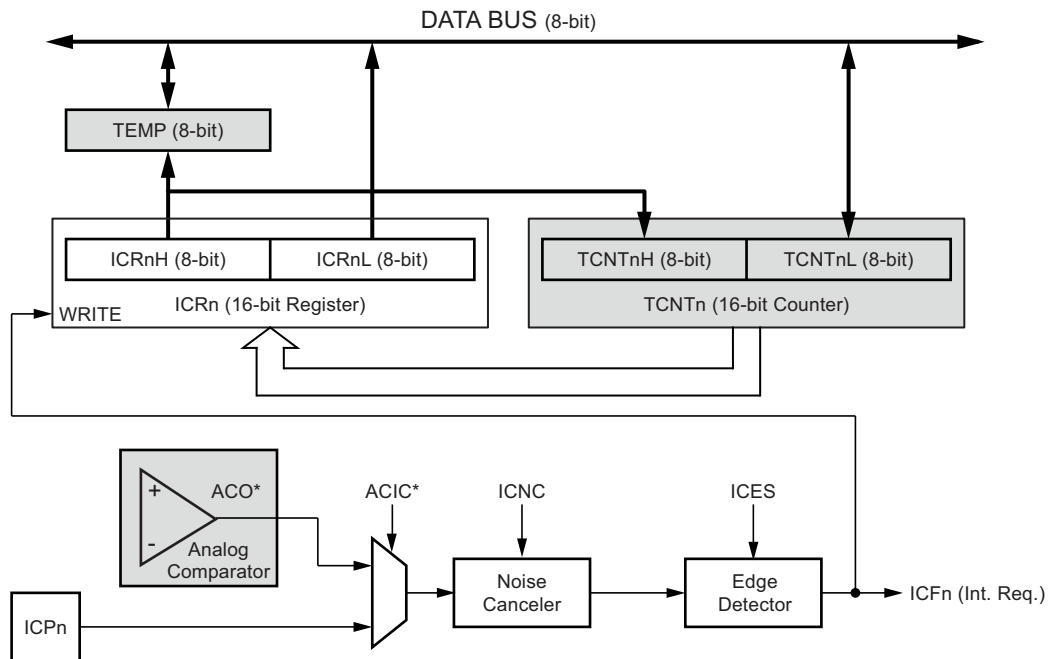 DATA BUS (8-bit)
TEMP (8-bit)
ICRnH (8-bit)
ICRnL (8-bit)
TCNTnH (8-bit)
TCNTnL (8-bit)
WRITE
ICRn (16-bit Register)
TCNTn (16-bit Counter)
+
-
ACO*
Analog
Comparator
ACIC*
ICNC
ICES
Noise
Canceler
Edge
Detector
ICFn (Int. Req.)
ICPn